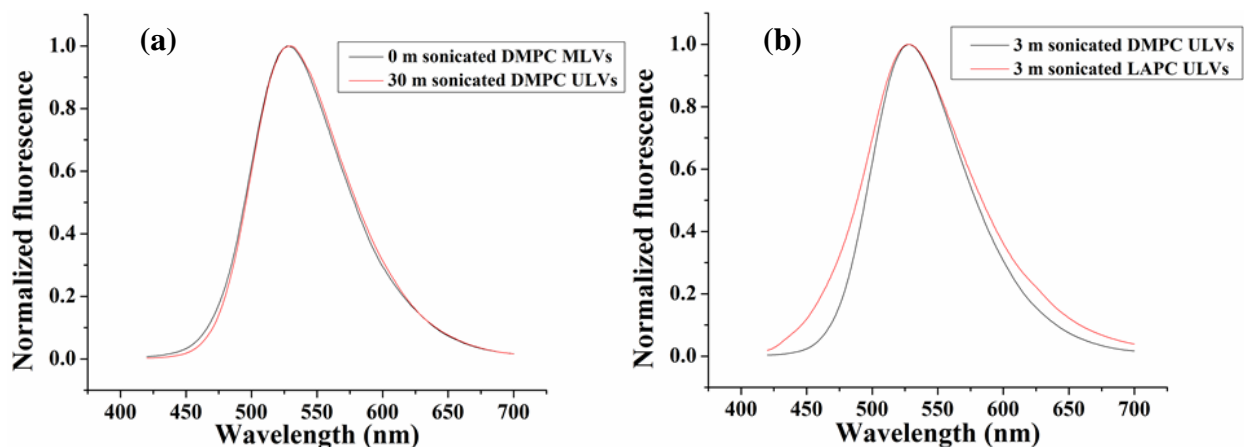 (a)
0 m sonicated DMPC MLVs
30 m sonicated DMPC ULVs
Normalized fluorescence
1.0
0.8
0.6
0.4
0.2
0.0
400 450 500 550 600 650 700
Wavelength (nm)
(b)
3 m sonicated DMPC ULVs
3 m sonicated LAPC ULVs
Normalized fluorescence
1.0
0.8
0.6
0.4
0.2
0.0
400 450 500 550 600 650 700
Wavelength (nm)